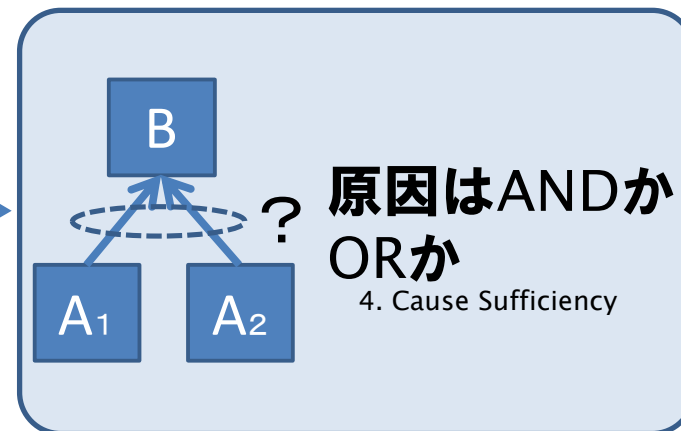 B
?
原因はANDか
ORか
4. Cause Sufficiency
A1
A2